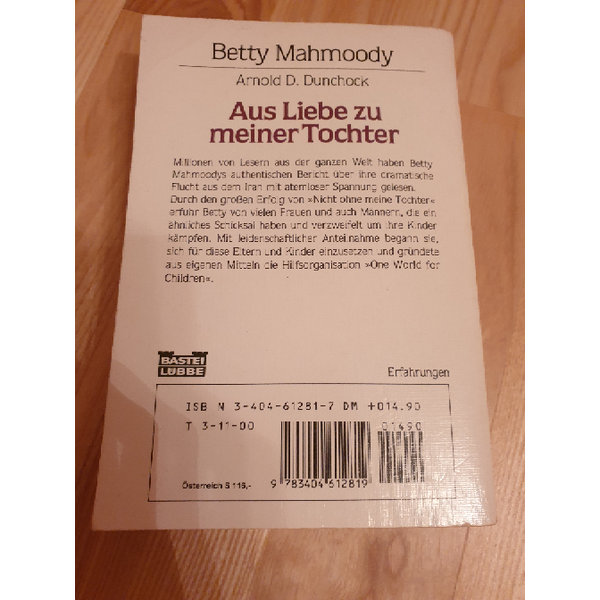 Betty Mahmoody
Arnold D. Dunchock
Aus Liebe zu
meiner Tochter
Millionen von Lesern aus der ganzen Welt haben Betty
Mahmoodys authentischen Bericht über ihre dramatische
Flucht aus dem Iran mit atemloser Spannung gelesen.
Durch den großen Erfolg von »Nicht ohne meine Tochter«
erfuhr Betty von vielen Frauen und auch Männern, die ein
ähnliches Schicksal haben und verzweifelt um ihre Kinder
kämpfen. Mit leidenschaftlicher Anteilnahme begann sie,
sich für diese Eltern und Kinder einzusetzen und gründete
aus eigenen Mitteln die Hilfsorganisation »One World for
Children«.
BASTEI
LÜBBE
Erfahrungen
ISB N 3-404-61281-7 DM +014.90
T 3-11-00
01490
Österreich S 116,-
9 783404 612819